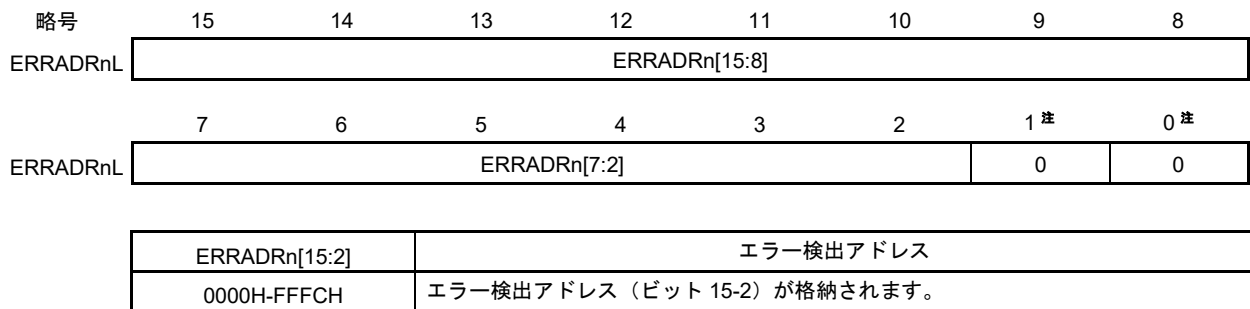 略号 15 14 13 12 11 10 9 8
ERRADRnL ERRADRn[15:8]
7 6 5 4 3 2 1注 0注
ERRADRnL ERRADRn[7:2] 0 0
ERRADRn[15:2] エラー検出アドレス
0000H-FFFCH エラー検出アドレス（ビット 15-2）が格納されます。